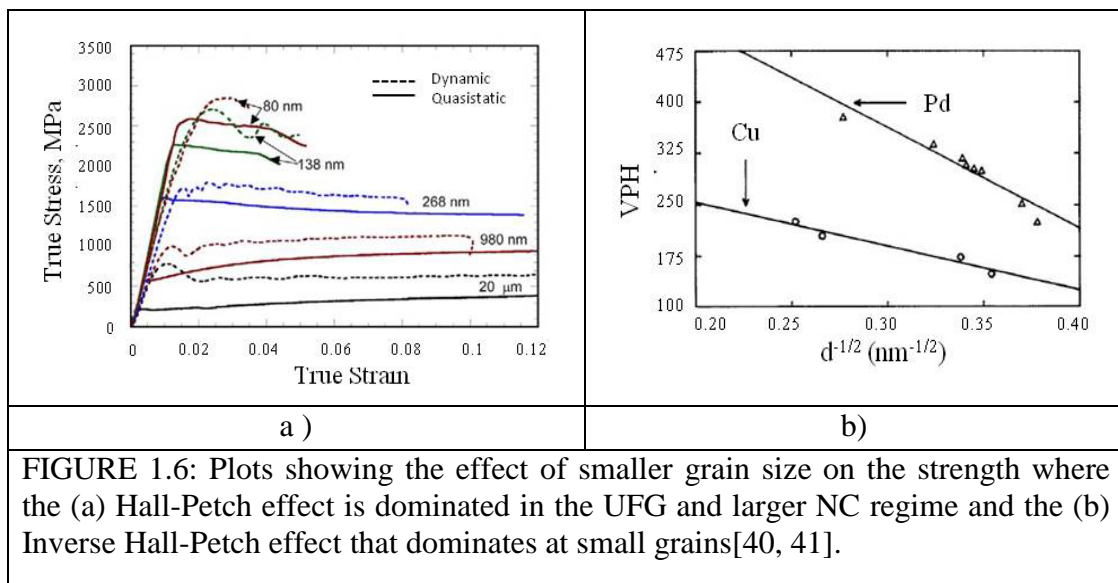 3500
3000
2500
2000
1500
1000
500
0
True Stress, MPa
Dynamic
Quasistatic
80 nm
138 nm
268 nm
980 nm
20 μm
0 0.02 0.04 0.06 0.08 0.1 0.12
True Strain
475
400
325
250
175
100
VPH
Pd
Cu
0.20 0.25 0.30 0.35 0.40
d-1/2 (nm-1/2)
a )
b)
FIGURE 1.6: Plots showing the effect of smaller grain size on the strength where
the (a) Hall-Petch effect is dominated in the UFG and larger NC regime and the (b)
Inverse Hall-Petch effect that dominates at small grains[40, 41].